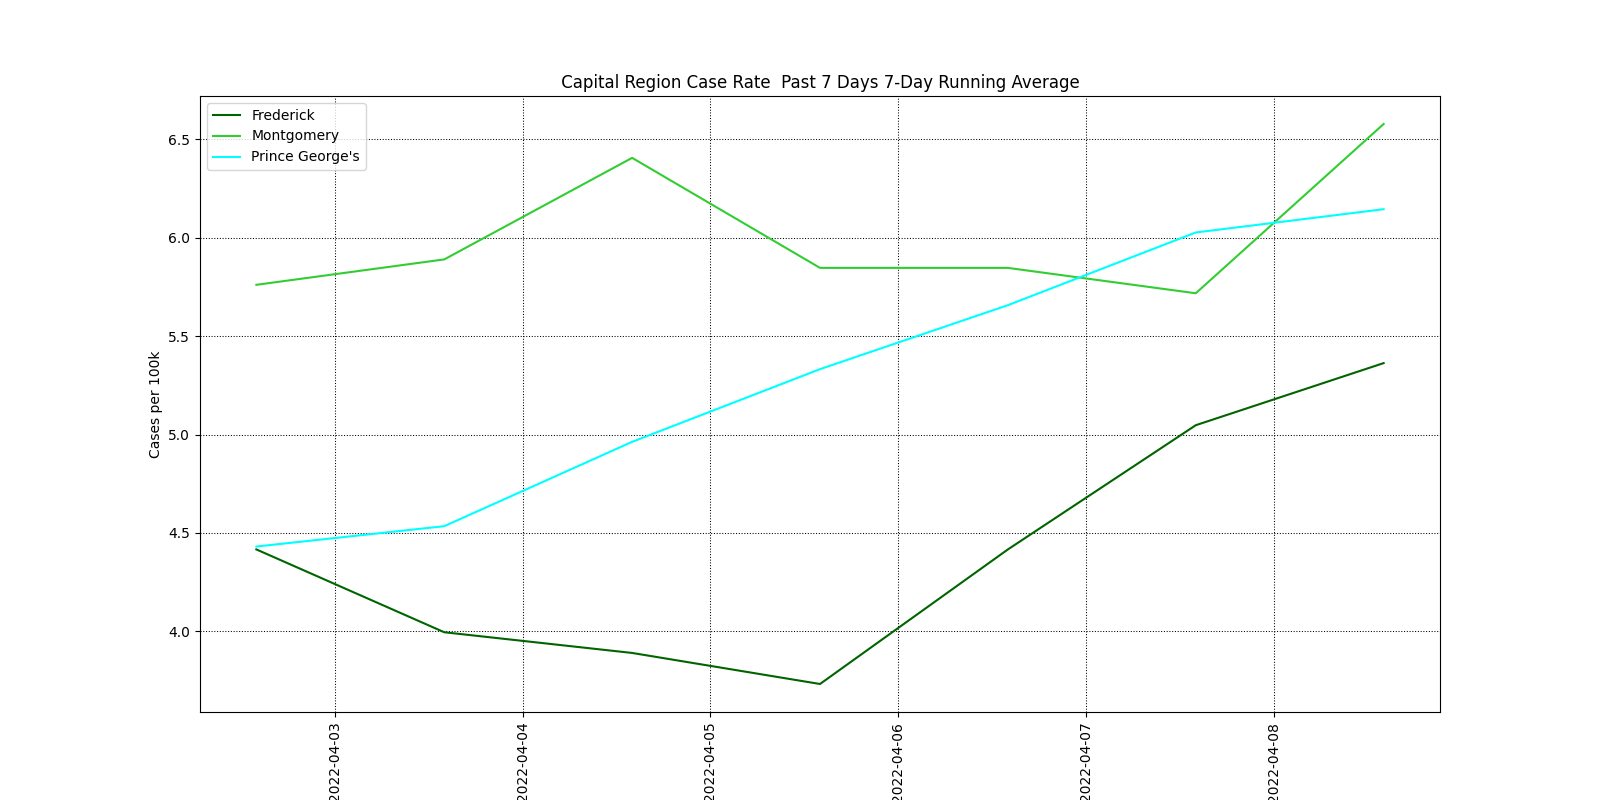 Capital Region Case Rate  Past 7 Days 7-Day Running Average
Frederick
Montgomery
Prince George's
6.5
6.0
5.5
5.0
4.5
4.0
Cases per 100k
2022-04-03
2022-04-04
2022-04-05
2022-04-06
2022-04-07
2022-04-08